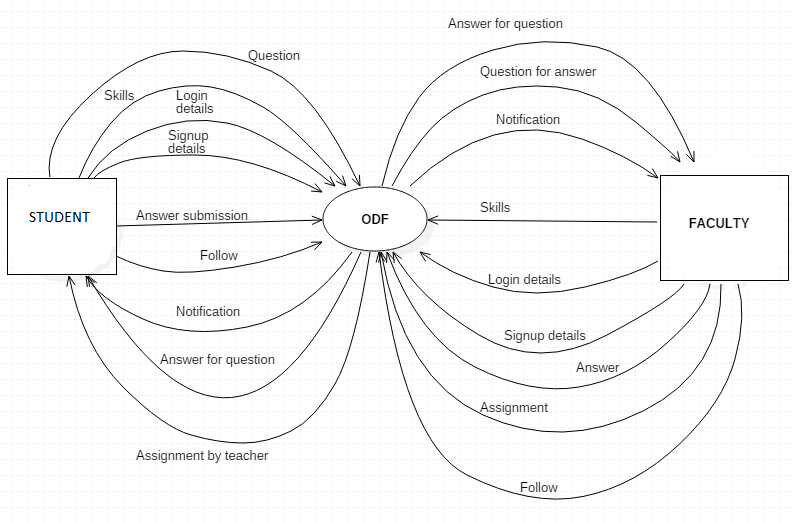 Answer for question
Question
Question for answer
Skills
Login
details
Notification
Signup
details
STUDENT
Answer submission
ODF
Skills
FACULTY
Follow
Login details
Notification
Signup details
Answer for question
Answer
Assignment
Assignment by teacher
Follow